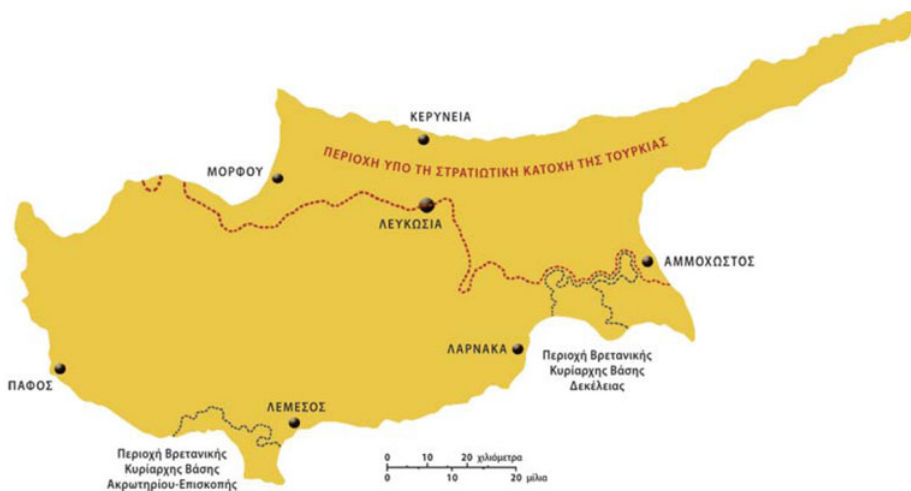 ΚΕΡΥΝΕΙΑ
ΠΕΡΙΟΧΗ ΥΠΟ ΤΗ ΣΤΡΑΤΙΩΤΙΚΗ ΚΑΤΟΧΗ ΤΗΣ ΤΟΥΡΚΙΑΣ
ΜΟΡΦΟΥ
ΛΕΥΚΩΣΙΑ
ΑΜΜΟΧΩΣΤΟΣ
ΛΑΡΝΑΚΑ
Περιοχή Βρετανικής
Κυρίαρχης Βάσης
Δεκέλειας
ΠΑΦΟΣ
ΛΕΜΕΣΟΣ
Περιοχή Βρετανικής
Κυρίαρχης Βάσης
Ακρωτηρίου-Επισκοπής
0 10 20 χιλιόμετρα
0 10 20 μίλια